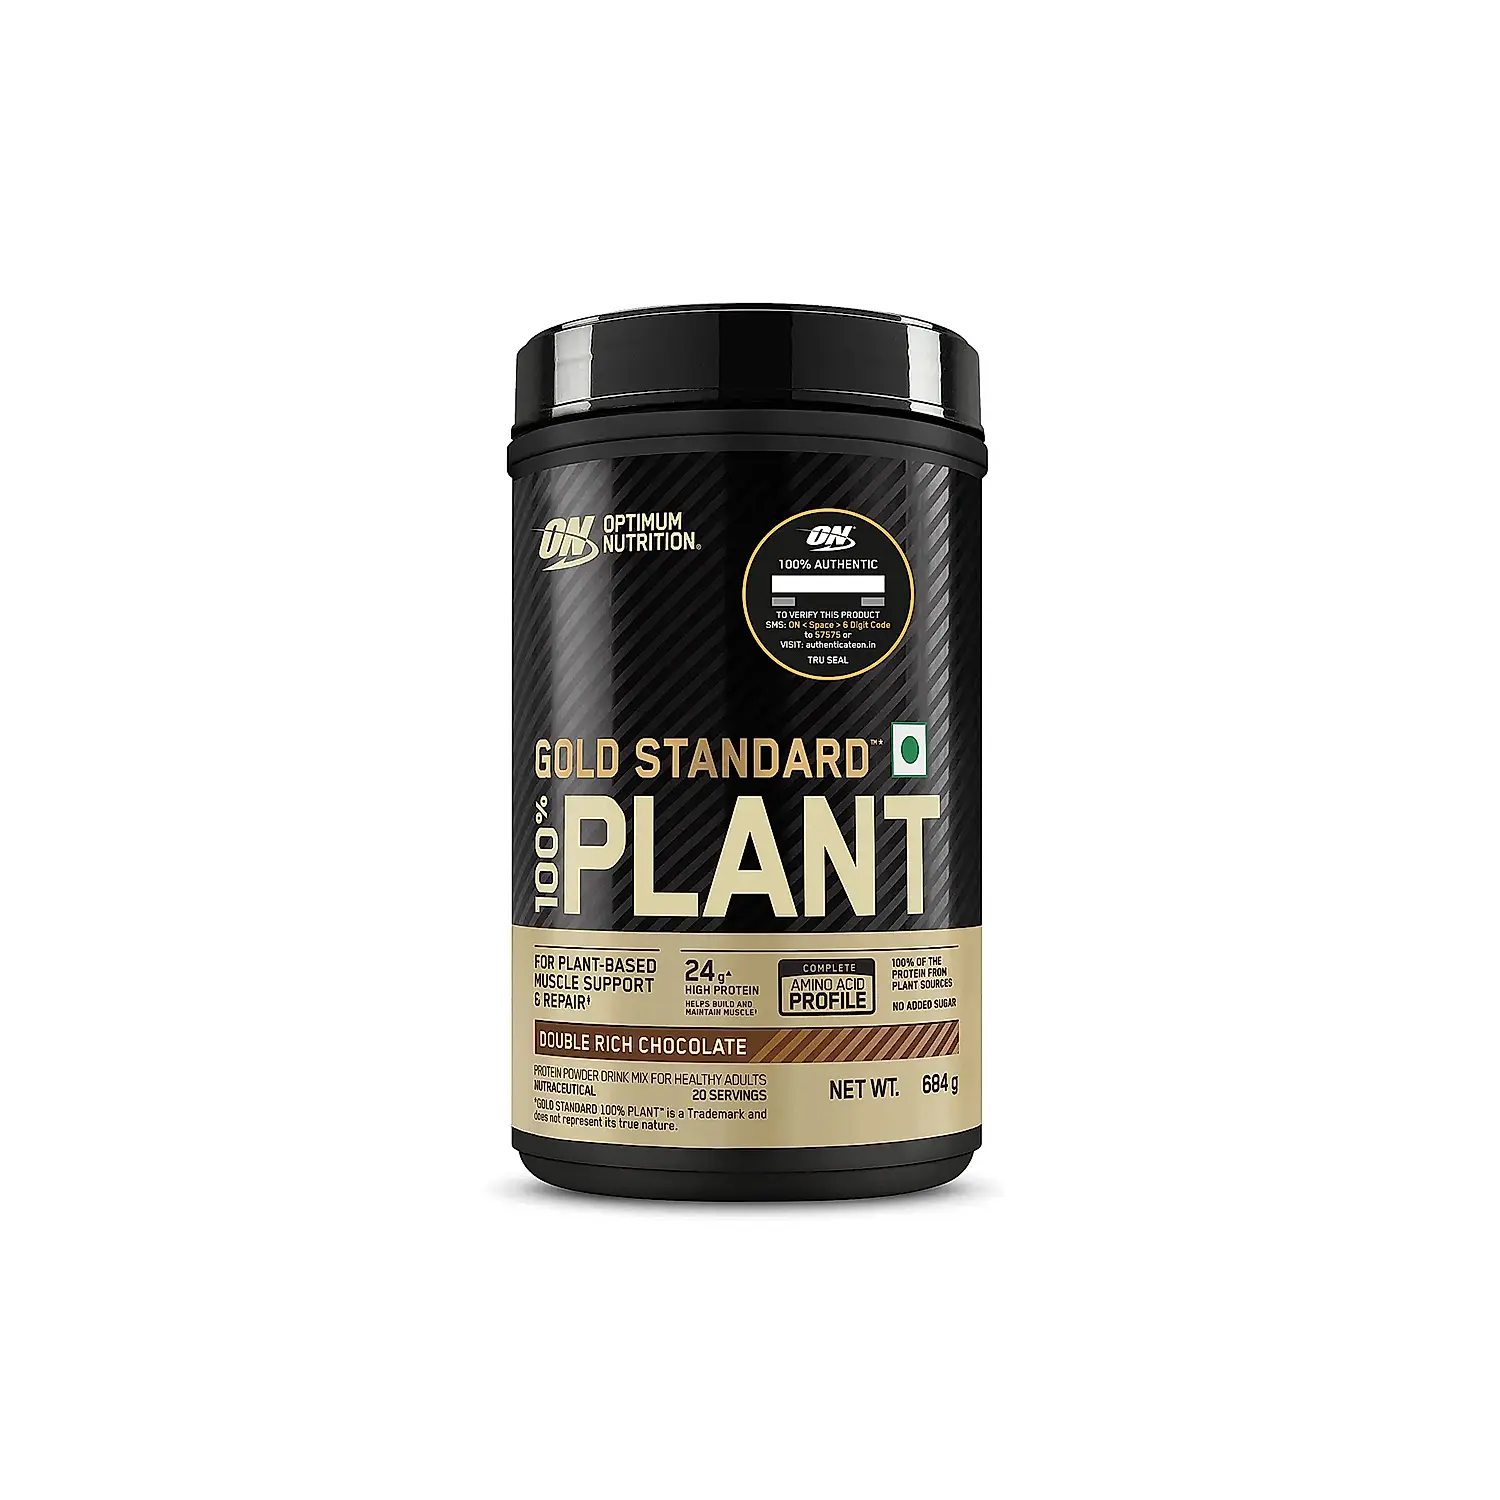 ON OPTIMUM
NUTRITION®
ON
100% AUTHENTIC
TO VERIFY THIS PRODUCT
SMS: ON < Space > 6 Digit Code
to 57575 or
VISIT: authenticateon.in
TRU SEAL
GOLD STANDARD™*
100% PLANT
FOR PLANT-BASED
MUSCLE SUPPORT
& REPAIR‡
24 g▲
HIGH PROTEIN
HELPS BUILD AND
MAINTAIN MUSCLE‡
COMPLETE
AMINO ACID
PROFILE
100% OF THE
PROTEIN FROM
PLANT SOURCES
NO ADDED SUGAR
DOUBLE RICH CHOCOLATE
PROTEIN POWDER DRINK MIX FOR HEALTHY ADULTS
NUTRACEUTICAL 20 SERVINGS
*GOLD STANDARD 100% PLANT™ is a Trademark and
does not represent its true nature.
NET WT. 684 g